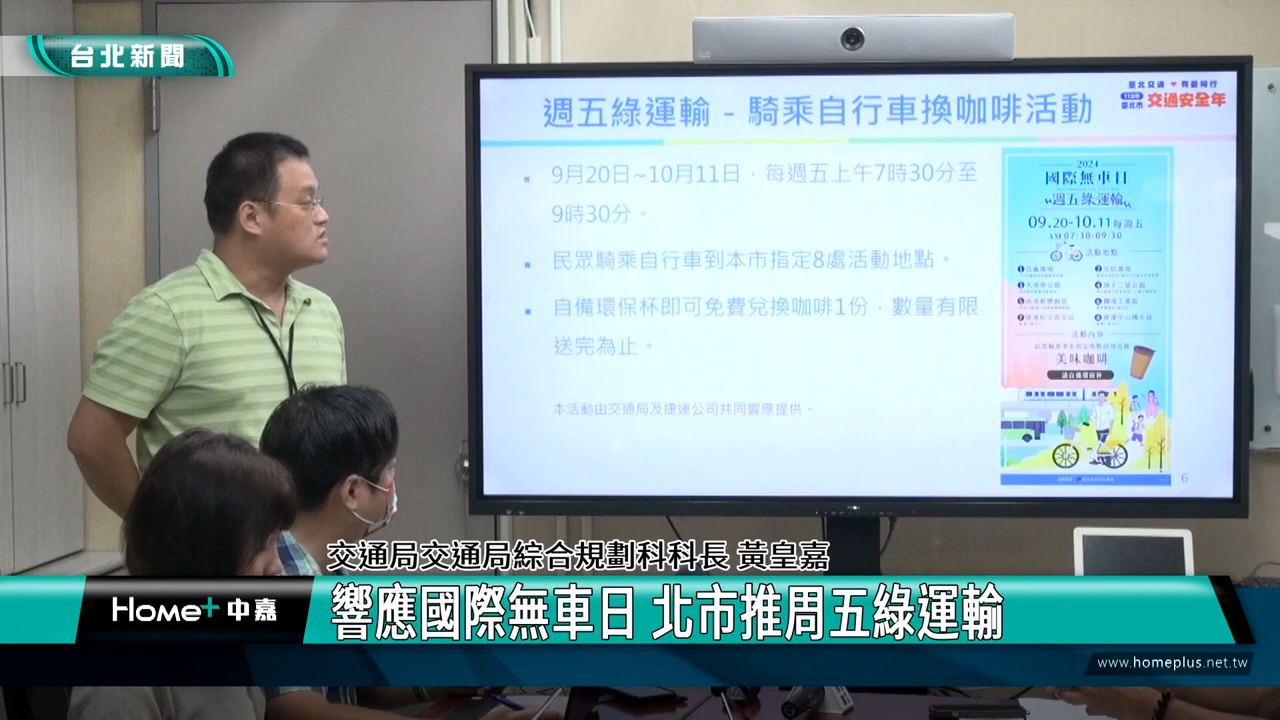 台北新聞
臺北交通 ❤ 有臺同行
113年
臺北市
交通安全年
週五綠運輸 - 騎乘自行車換咖啡活動
9月20日~10月11日，每週五上午7時30分至
9時30分。
民眾騎乘自行車到本市指定8處活動地點。
自備環保杯即可免費兌換咖啡1份，數量有限
送完為止。
本活動由交通局及捷運公司共同響應提供。
2024
國際無車日
週五綠運輸
09.20-10.11每週五
AM 07:30-09:30
活動地點
活動內容
美味咖啡
請自備環保杯
6
交通局交通局綜合規劃科科長 黃皇嘉
Home+ 中嘉
響應國際無車日 北市推周五綠運輸
www.homeplus.net.tw